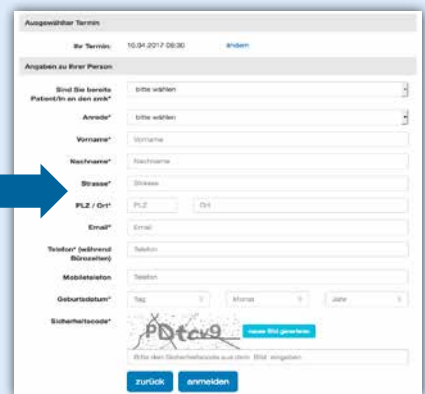 Ausgewählter Termin
Ihr Termin: 10.04.2017 08:30 ändern
Angaben zu Ihrer Person
Sind Sie bereits Patient/in an den zmk* bitte wählen
Anrede* bitte wählen
Vorname* Vorname
Nachname* Nachname
Strasse* Strasse
PLZ / Ort* PLZ Ort
Email* Email
Telefon* (während Bürozeiten) Telefon
Mobiletelefon Telefon
Geburtsdatum* Tag Monat Jahr
Sicherheitscode* PDtcv9 neues Bild generieren
Bitte den Sicherheitscode aus dem Bild eingeben
zurück anmelden